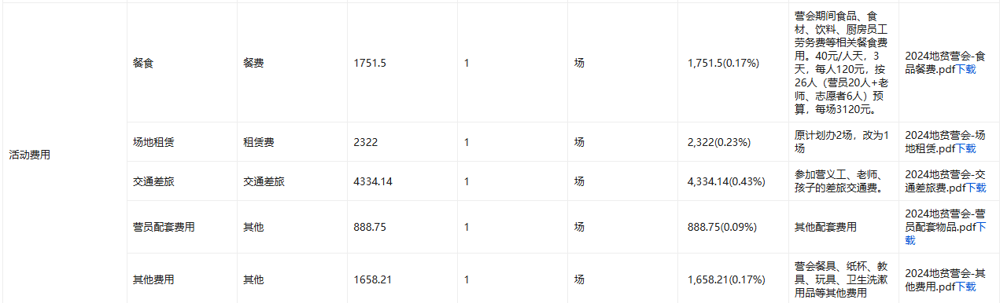 活动费用
餐食
餐费
1751.5
1
场
1,751.5(0.17%)
营会期间食品、食
材、饮料、厨房员工
劳务费等相关餐食费
用。40元/人天，3
天，每人120元，按
26人（营员20人+老
师、志愿者6人）预
算，每场3120元。
2024地贫营会-食
品餐费.pdf下载
场地租赁
租赁费
2322
1
场
2,322(0.23%)
原计划办2场，改为1
场
2024地贫营会-场
地租赁.pdf下载
交通差旅
交通差旅
4334.14
1
场
4,334.14(0.43%)
参加营义工、老师、
孩子的差旅交通费。
2024地贫营会-交
通差旅费.pdf下载
营员配套费用
其他
888.75
1
场
888.75(0.09%)
其他配套费用
2024地贫营会-营
员配套物品.pdf下
载
其他费用
其他
1658.21
1
场
1,658.21(0.17%)
营会餐具、纸杯、教
具、玩具、卫生洗漱
用品等其他费用
2024地贫营会-其
他费用.pdf下载